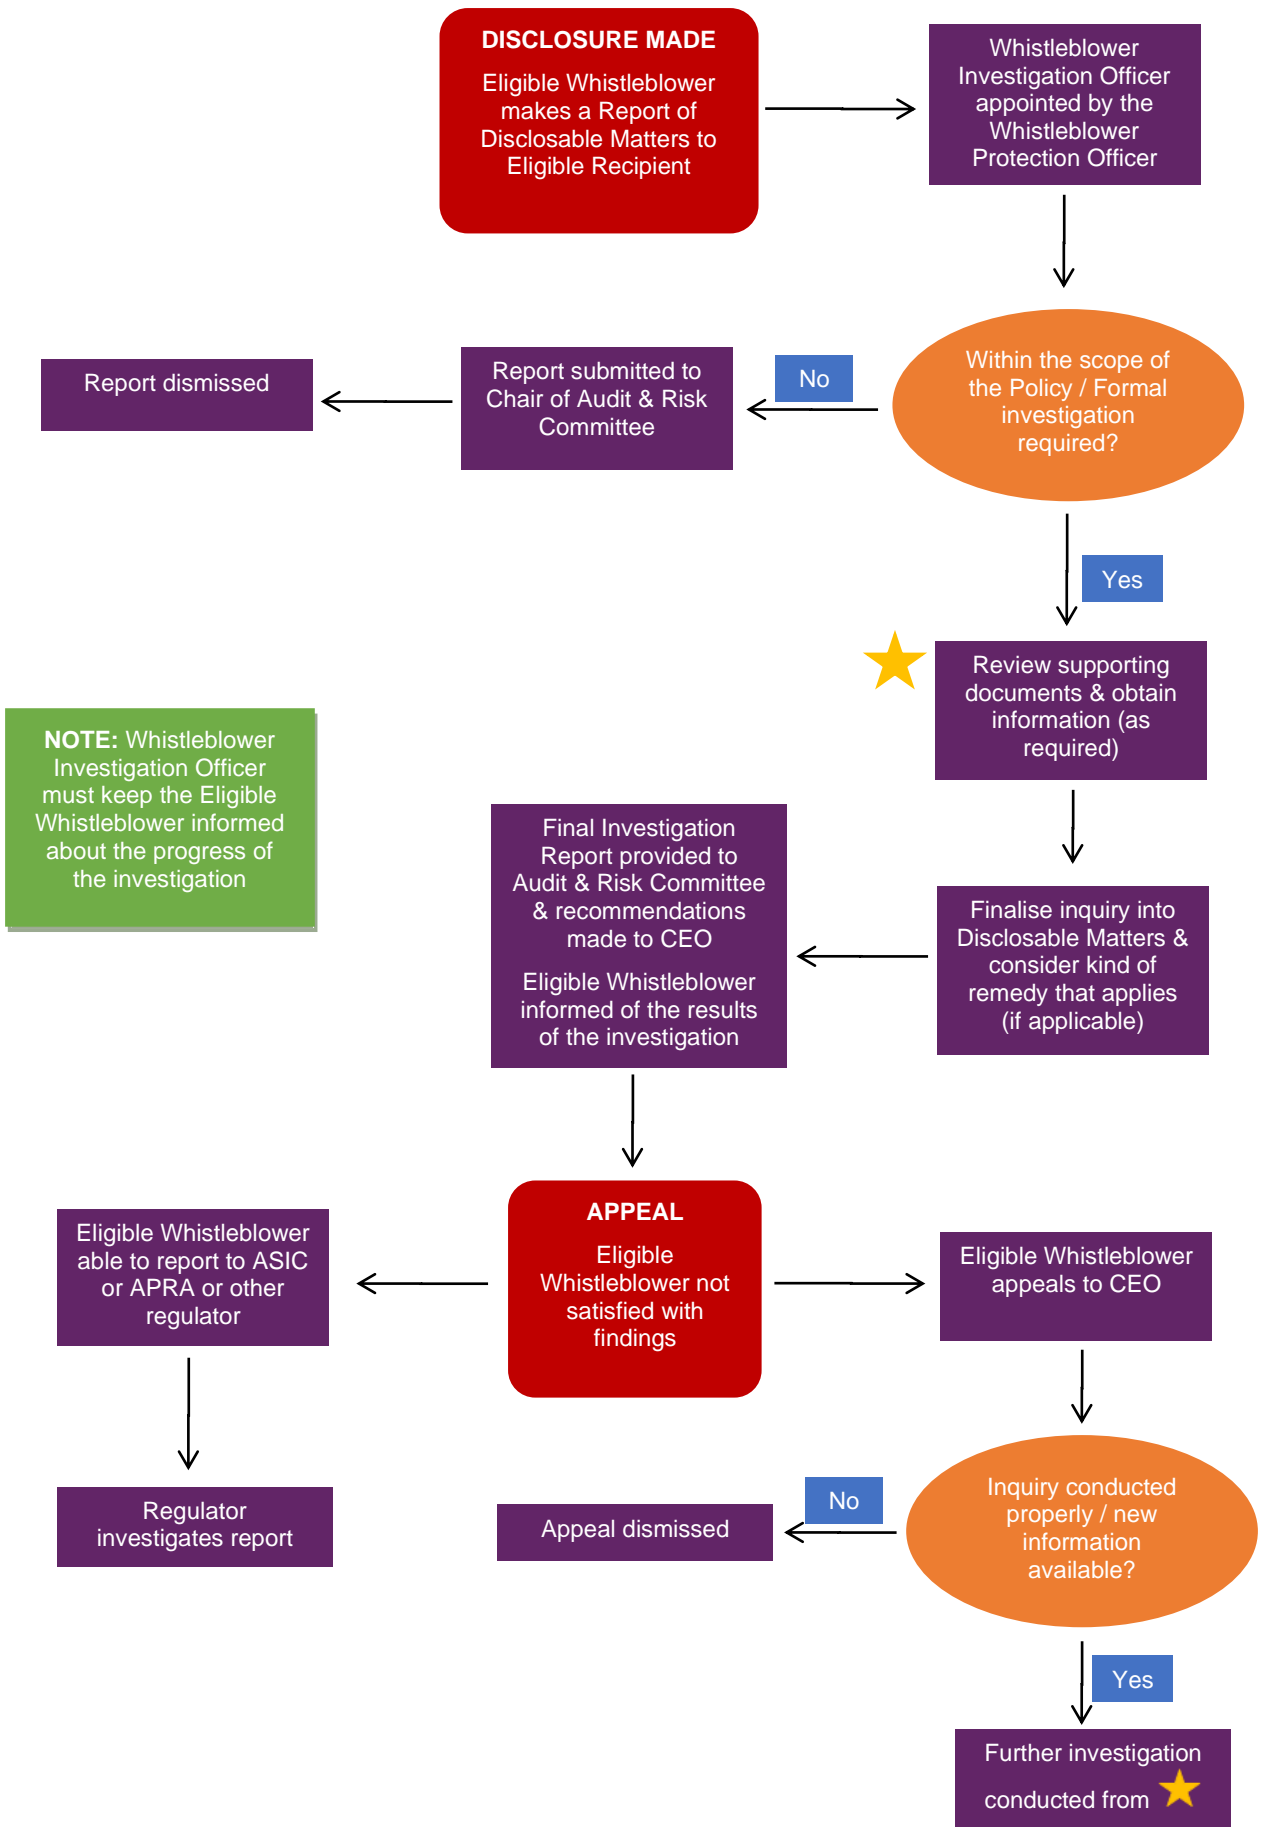 DISCLOSURE MADE
Eligible Whistleblower
makes a Report of
Disclosable Matters to
Eligible Recipient
Whistleblower
Investigation Officer
appointed by the
Whistleblower
Protection Officer
Within the scope of
the Policy / Formal
investigation
required?
No
Report submitted to
Chair of Audit & Risk
Committee
Report dismissed
Yes
Review supporting
documents & obtain
information (as
required)
NOTE: Whistleblower
Investigation Officer
must keep the Eligible
Whistleblower informed
about the progress of
the investigation
Finalise inquiry into
Disclosable Matters &
consider kind of
remedy that applies
(if applicable)
Final Investigation
Report provided to
Audit & Risk Committee
& recommendations
made to CEO
Eligible Whistleblower
informed of the results
of the investigation
APPEAL
Eligible
Whistleblower not
satisfied with
findings
Eligible Whistleblower
able to report to ASIC
or APRA or other
regulator
Regulator
investigates report
Eligible Whistleblower
appeals to CEO
Inquiry conducted
properly / new
information
available?
No
Appeal dismissed
Yes
Further investigation
conducted from